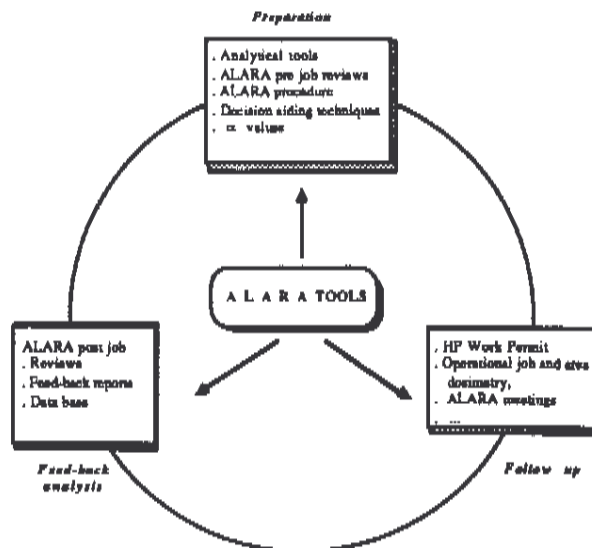 Preparation
. Analytical tools
. ALARA pre job reviews
. ALARA procedure
. Decision aiding techniques
. α values
A L A R A TOOLS
ALARA post job
. Reviews
. Feed-back reports
. Data base
Feed-back
analysis
. HP Work Permit
. Operational job and area
dosimetry,
. ALARA meetings
. ...
Follow up